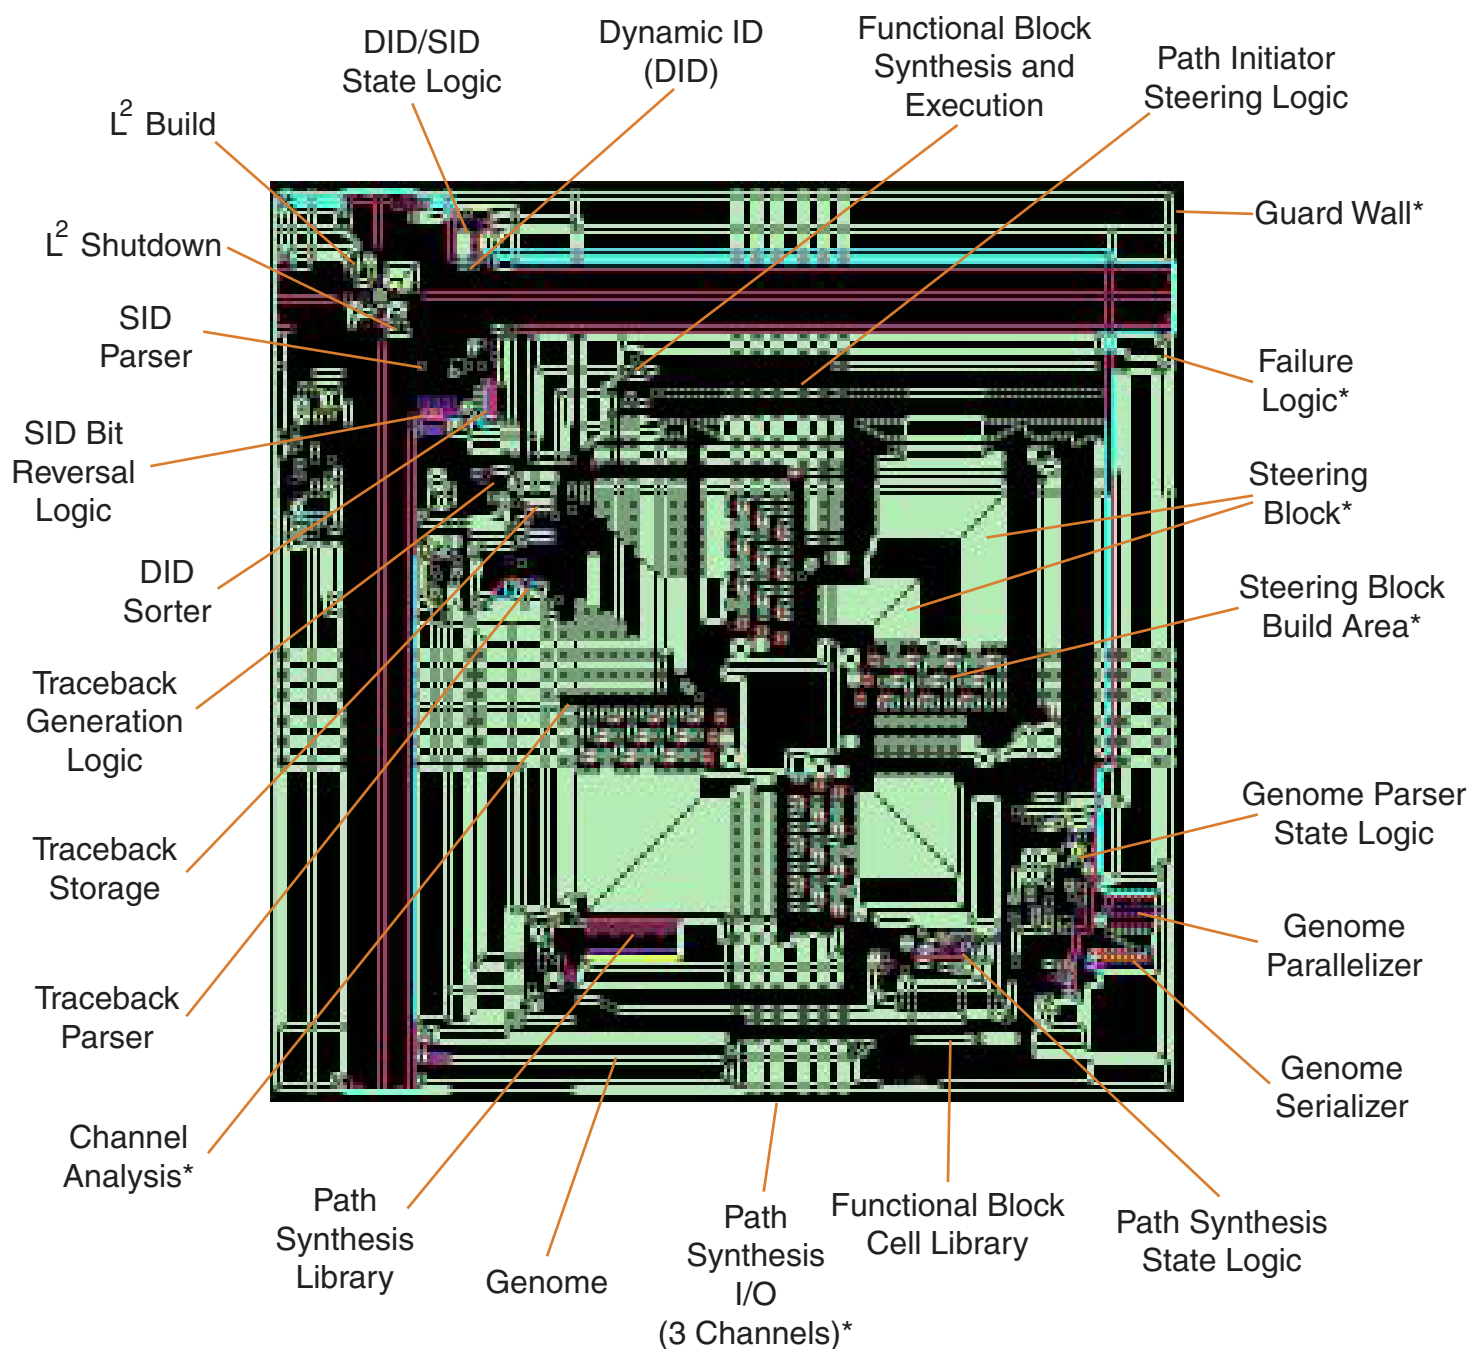 DID/SID
State Logic
Dynamic ID
(DID)
Functional Block
Synthesis and
Execution
Path Initiator
Steering Logic
L² Build
Guard Wall*
L² Shutdown
SID
Parser
Failure
Logic*
SID Bit
Reversal
Logic
Steering
Block*
DID
Sorter
Steering Block
Build Area*
Traceback
Generation
Logic
Genome Parser
State Logic
Traceback
Storage
Genome
Parallelizer
Traceback
Parser
Genome
Serializer
Channel
Analysis*
Path
Synthesis
Library
Genome
Path
Synthesis
I/O
(3 Channels)*
Functional Block
Cell Library
Path Synthesis
State Logic